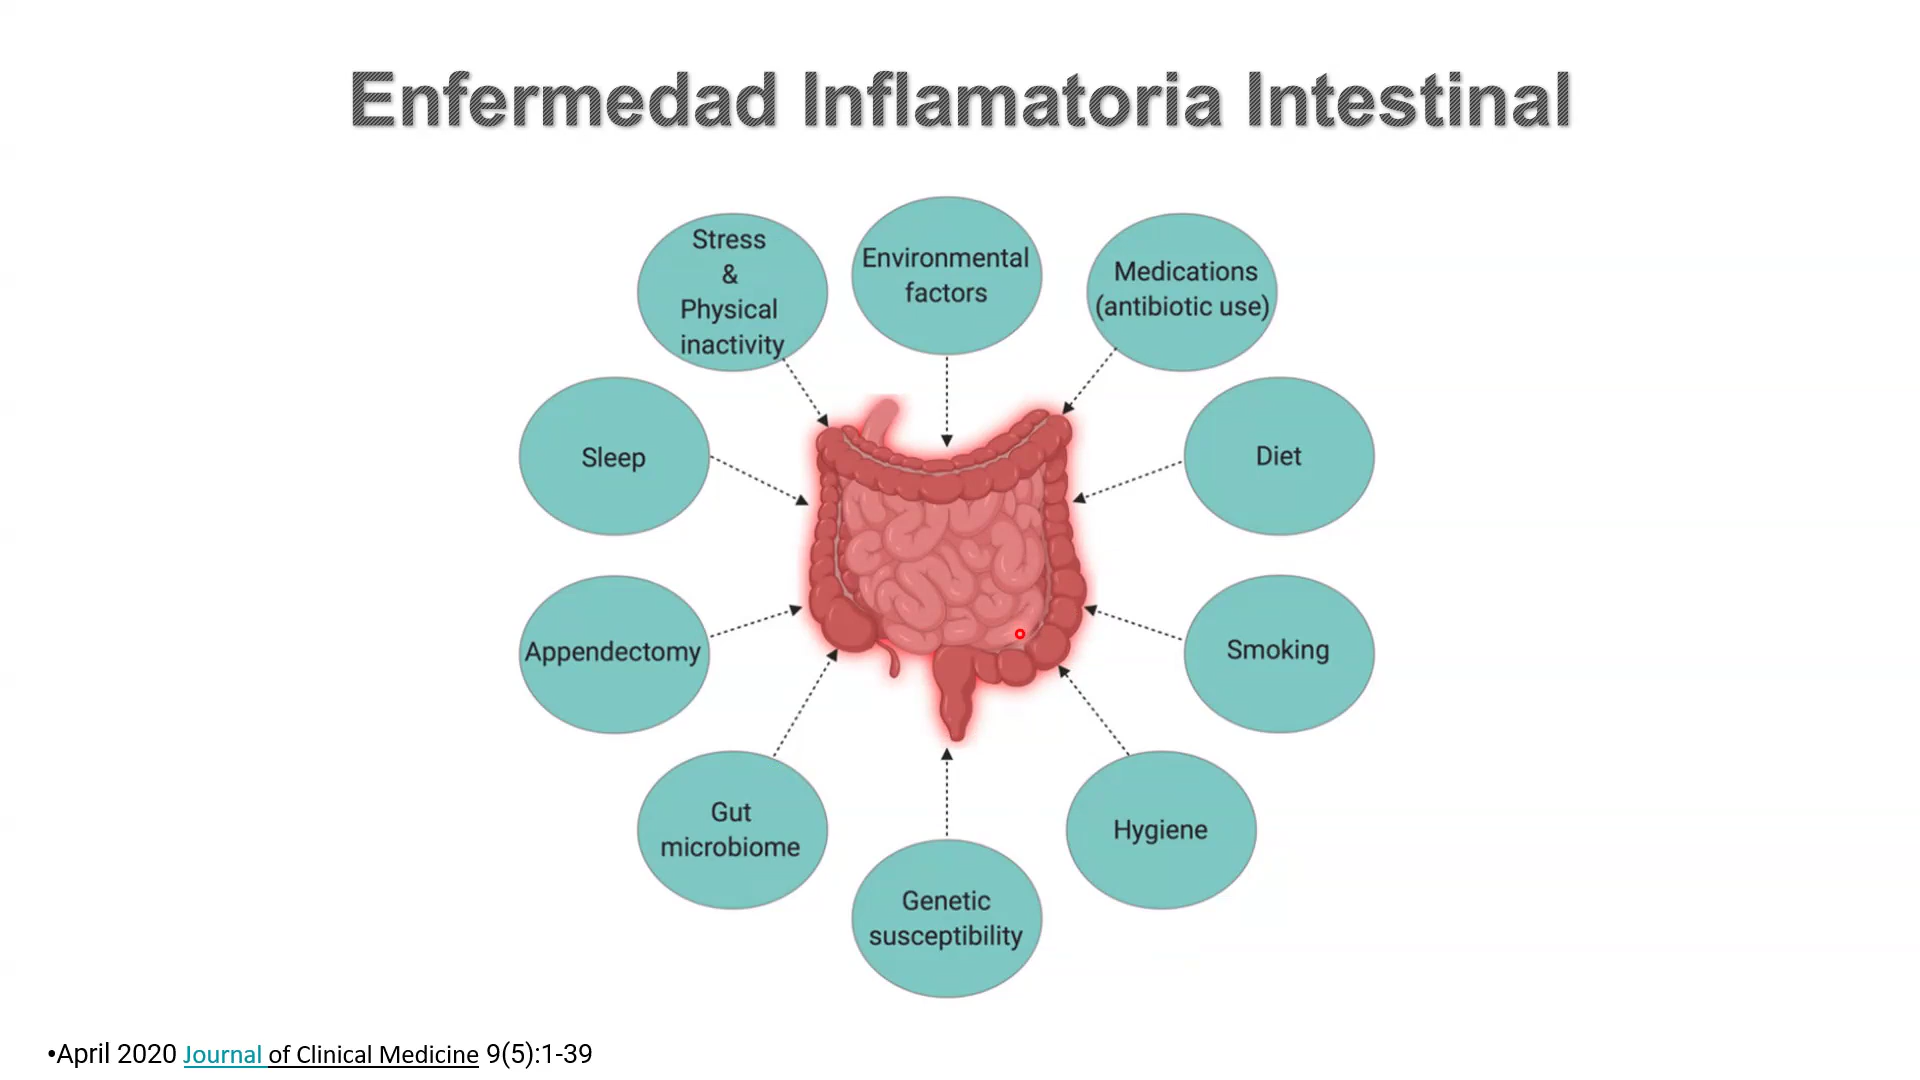 Enfermedad Inflamatoria Intestinal
Stress
&
Physical
inactivity
Environmental
factors
Medications
(antibiotic use)
Sleep
Diet
Appendectomy
Smoking
Gut
microbiome
Hygiene
Genetic
susceptibility
•April 2020 Journal of Clinical Medicine 9(5):1-39